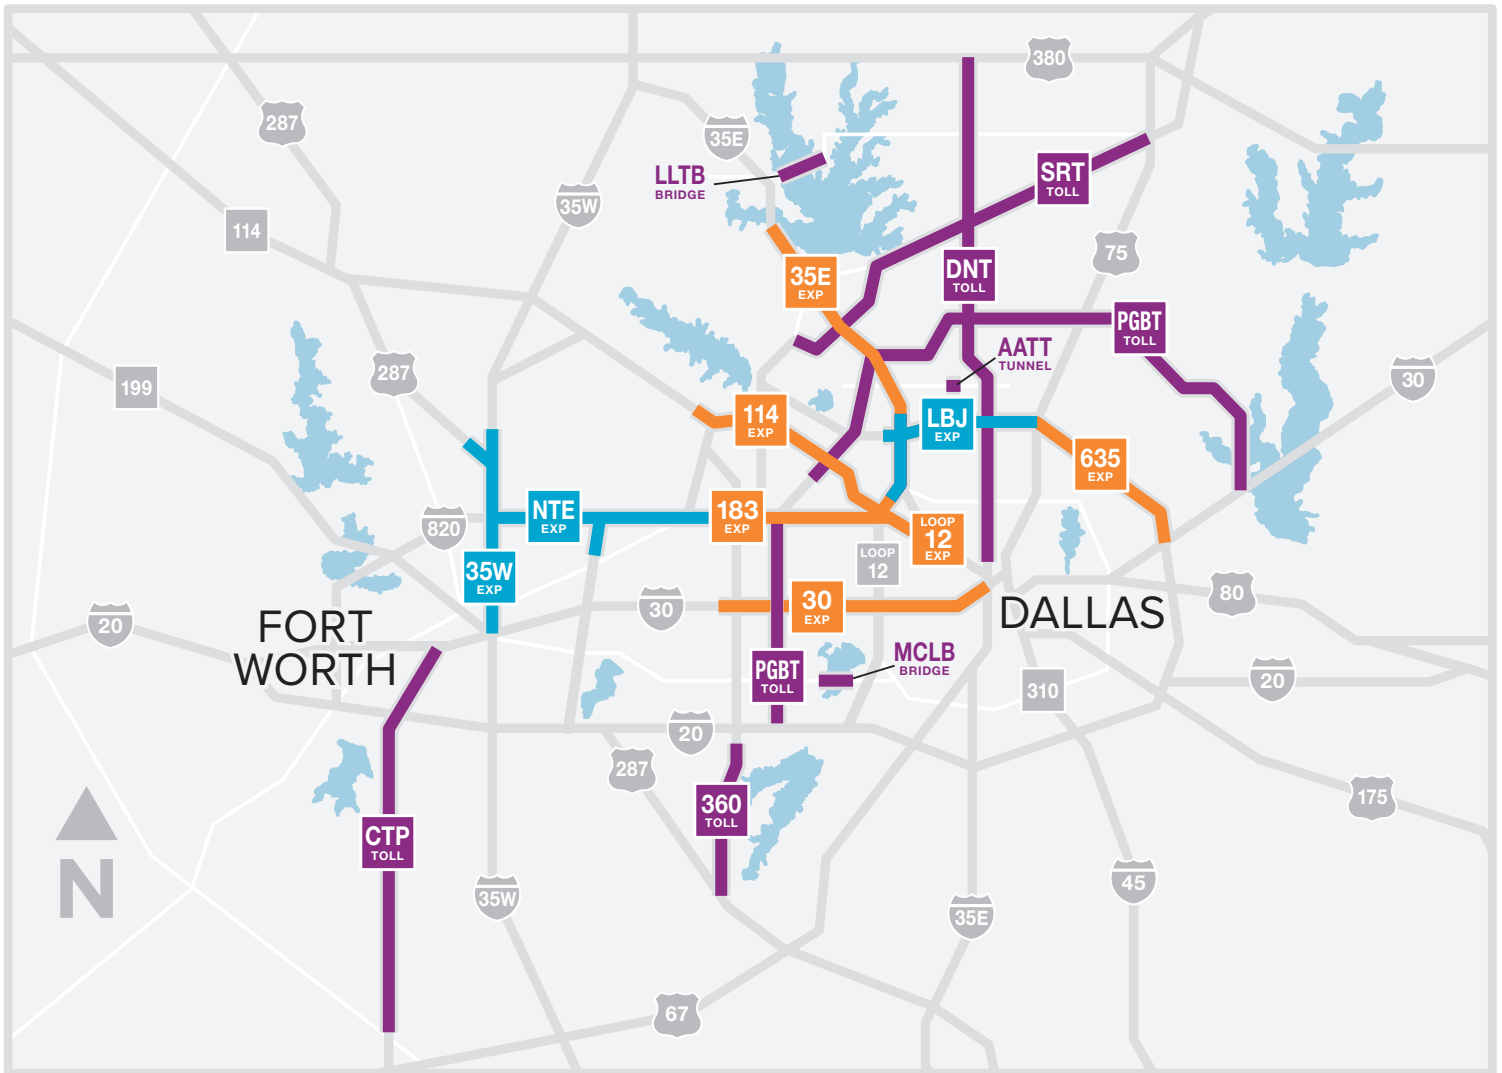 380
287
35E
LLTB
BRIDGE
SRT
TOLL
35W
114
75
35E
EXP
DNT
TOLL
PGBT
TOLL
AATT
TUNNEL
287
199
30
114
EXP
LBJ
EXP
635
EXP
NTE
EXP
183
EXP
820
LOOP
12
EXP
LOOP
12
35W
EXP
30
30
EXP
80
20
FORT
WORTH
DALLAS
MCLB
BRIDGE
PGBT
TOLL
310
20
20
287
360
TOLL
175
CTP
TOLL
N
35W
45
35E
67